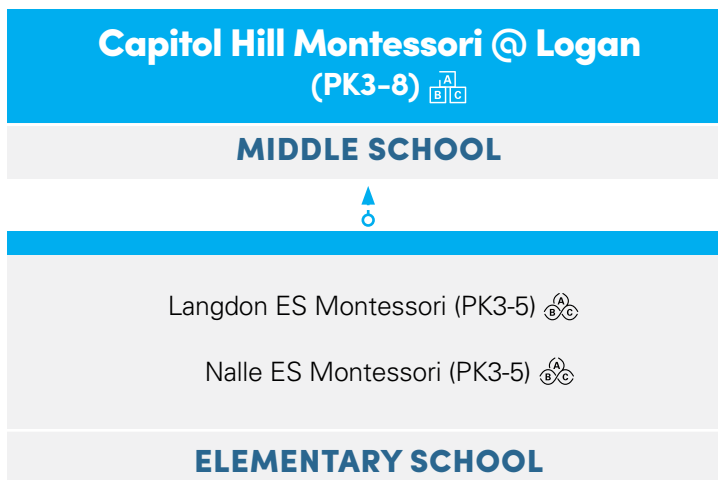 Capitol Hill Montessori @ Logan
(PK3-8) A B C
MIDDLE SCHOOL
Langdon ES Montessori (PK3-5) A B C
Nalle ES Montessori (PK3-5) A B C
ELEMENTARY SCHOOL